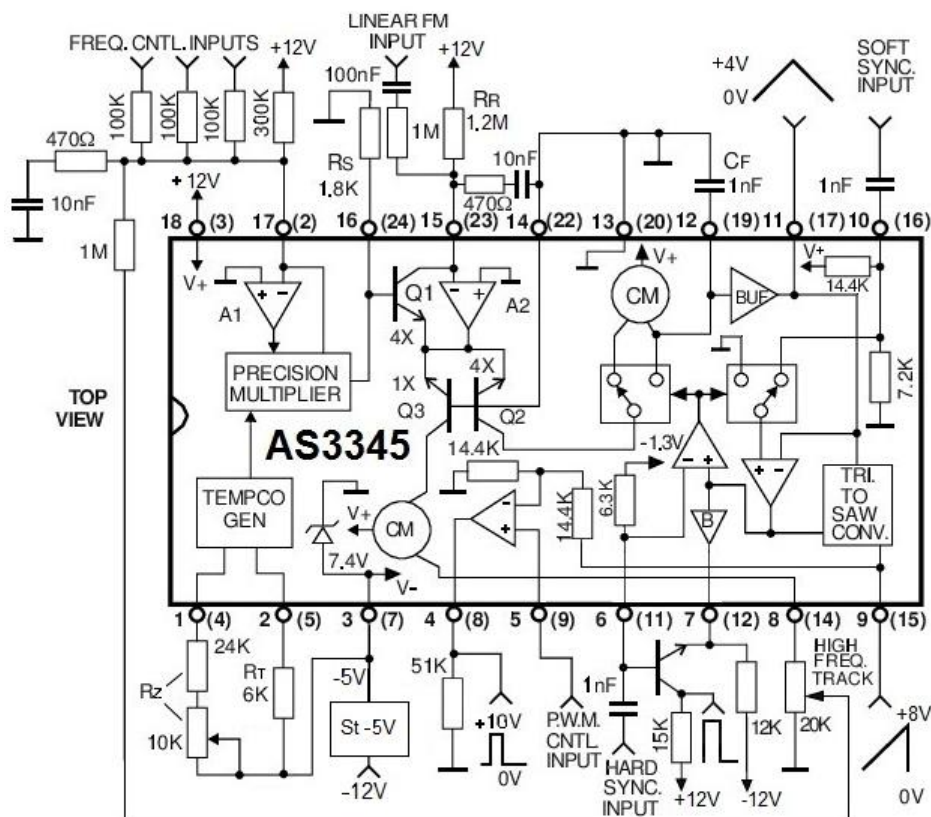 FREQ. CNTL. INPUTS
+12V
LINEAR FM
INPUT
+12V
100nF
+4V
0V
SOFT
SYNC.
INPUT
100K
100K
100K
300K
470Ω
1M
RR
1.2M
10nF
+12V
RS
1.8K
470Ω
10nF
CF
1nF
1nF
1M
18 (3)
17 (2)
16 (24)
15 (23)
14 (22)
13 (20)
12 (19)
11 (17)
10 (16)
V+
A1
+
−
Q1
4X
−
+
A2
V+
CM
BUF
V+
14.4K
PRECISION
MULTIPLIER
1X
4X
Q3
Q2
7.2K
TOP
VIEW
AS3345
14.4K
-1.3V
−
+
+
−
TEMPCO
GEN
V+
7.4V
V-
CM
−
+
14.4K
6.3K
B
TRI.
TO
SAW
CONV.
1 (4)
2 (5)
3 (7)
4 (8)
5 (9)
6 (11)
7 (12)
8 (14)
9 (15)
24K
RZ
10K
RT
6K
-5V
St -5V
-12V
51K
+10V
0V
P.W.M.
CNTL.
INPUT
1nF
HARD
SYNC.
INPUT
15K
+12V
12K
-12V
HIGH
FREQ.
TRACK
20K
+8V
0V